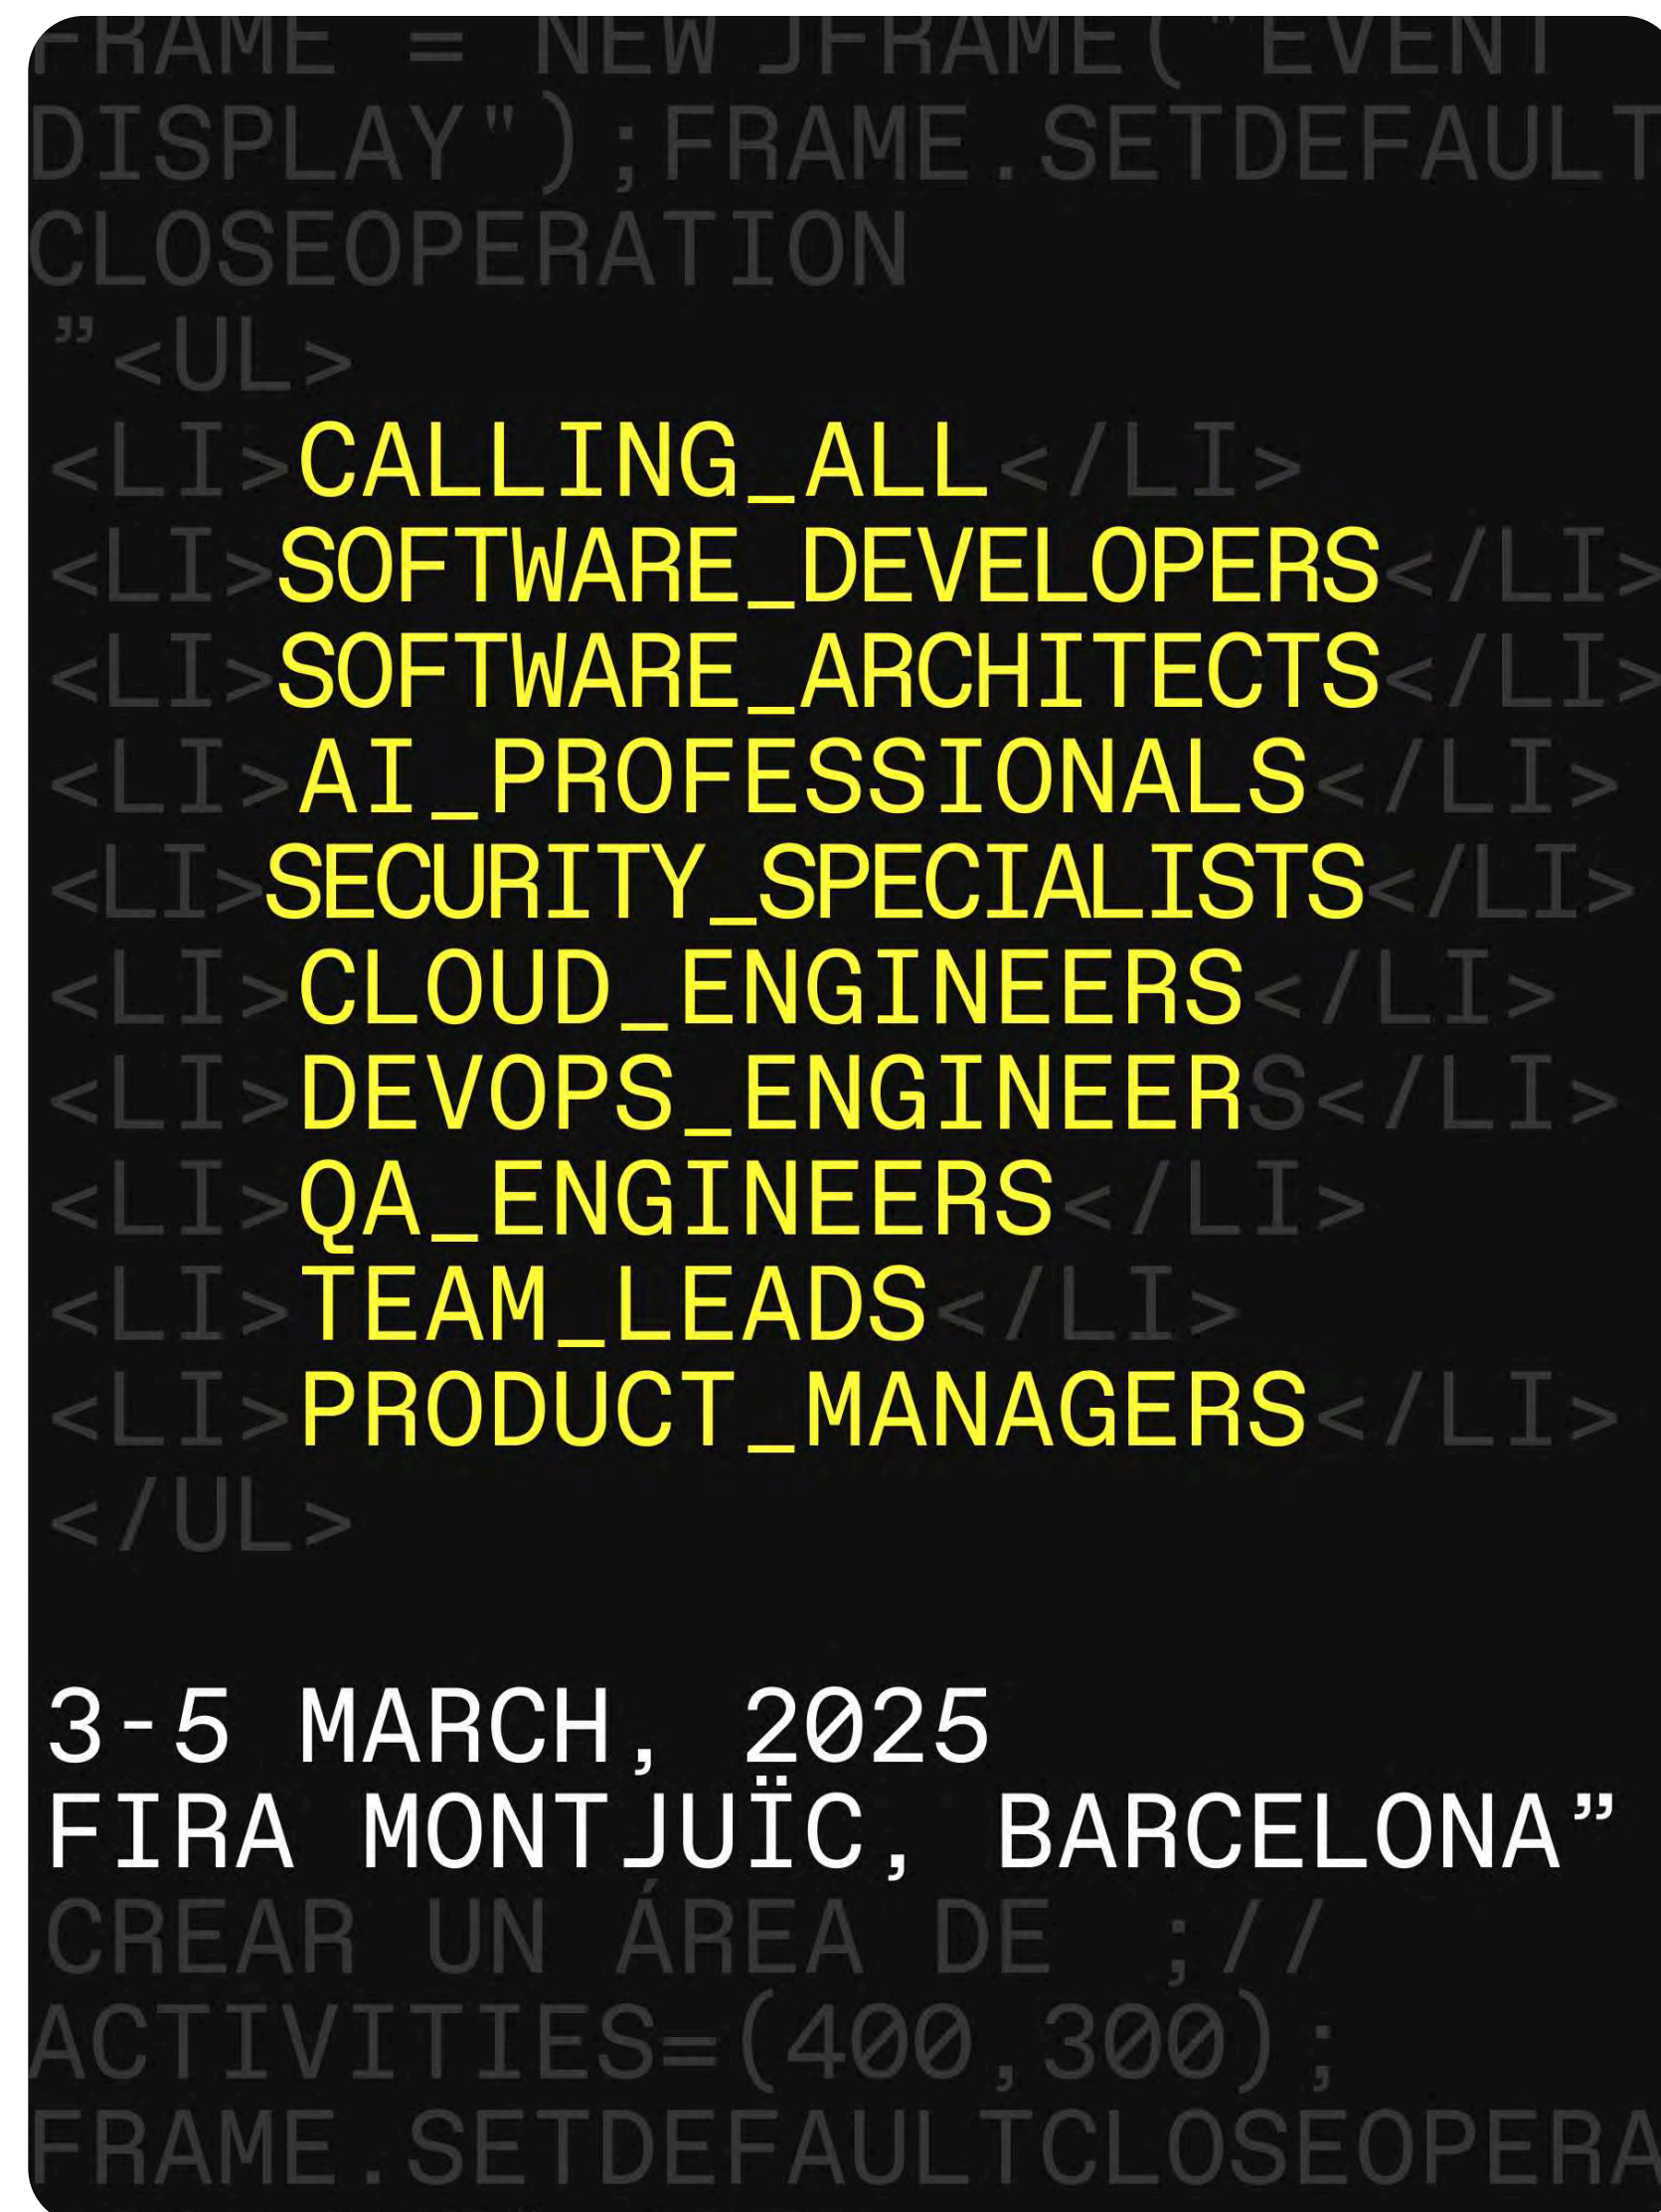 FRAME = NEW JFRAME("EVENT
DISPLAY");FRAME.SETDEFAULT
CLOSEOPERATION
”<UL>
<LI>CALLING_ALL</LI>
<LI>SOFTWARE_DEVELOPERS</LI>
<LI>SOFTWARE_ARCHITECTS</LI>
<LI>AI_PROFESSIONALS</LI>
<LI>SECURITY_SPECIALISTS</LI>
<LI>CLOUD_ENGINEERS</LI>
<LI>DEVOPS_ENGINEERS</LI>
<LI>QA_ENGINEERS</LI>
<LI>TEAM_LEADS</LI>
<LI>PRODUCT_MANAGERS</LI>
</UL>
3-5 MARCH, 2025
FIRA MONTJUÏC, BARCELONA”
CREAR UN ÁREA DE ;//
ACTIVITIES=(400,300);
FRAME.SETDEFAULTCLOSEOPERA